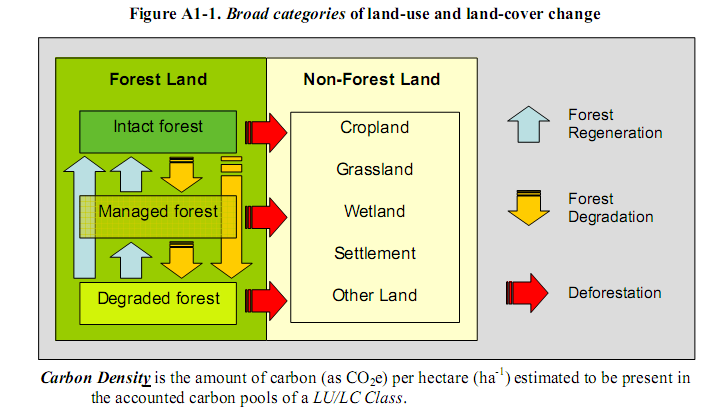 Figure A1-1. Broad categories of land-use and land-cover change
Forest Land
Non-Forest Land
Intact forest
Managed forest
Degraded forest
Cropland
Grassland
Wetland
Settlement
Other Land
Forest
Regeneration
Forest
Degradation
Deforestation
Carbon Density is the amount of carbon (as CO₂e) per hectare (ha⁻¹) estimated to be present in
the accounted carbon pools of a LU/LC Class.